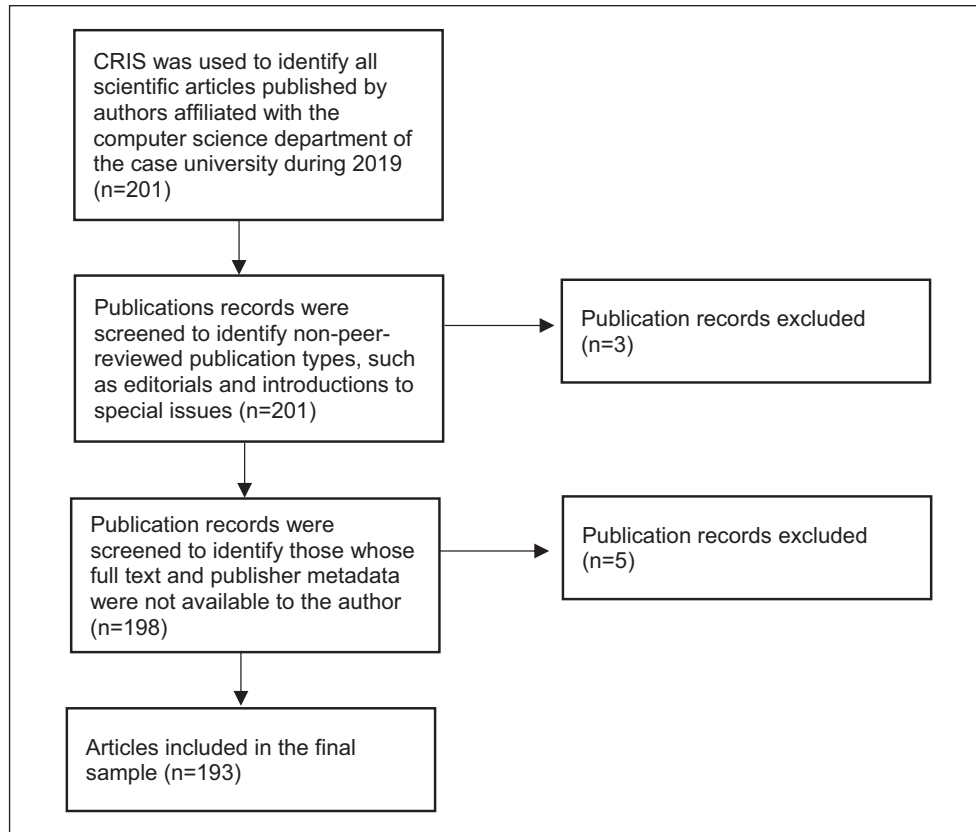 CRIS was used to identify all
scientific articles published by
authors affiliated with the
computer science department of
the case university during 2019
(n=201)
Publications records were
screened to identify non-peer-
reviewed publication types, such
as editorials and introductions to
special issues (n=201)
Publication records excluded
(n=3)
Publication records were
screened to identify those whose
full text and publisher metadata
were not available to the author
(n=198)
Publication records excluded
(n=5)
Articles included in the final
sample (n=193)